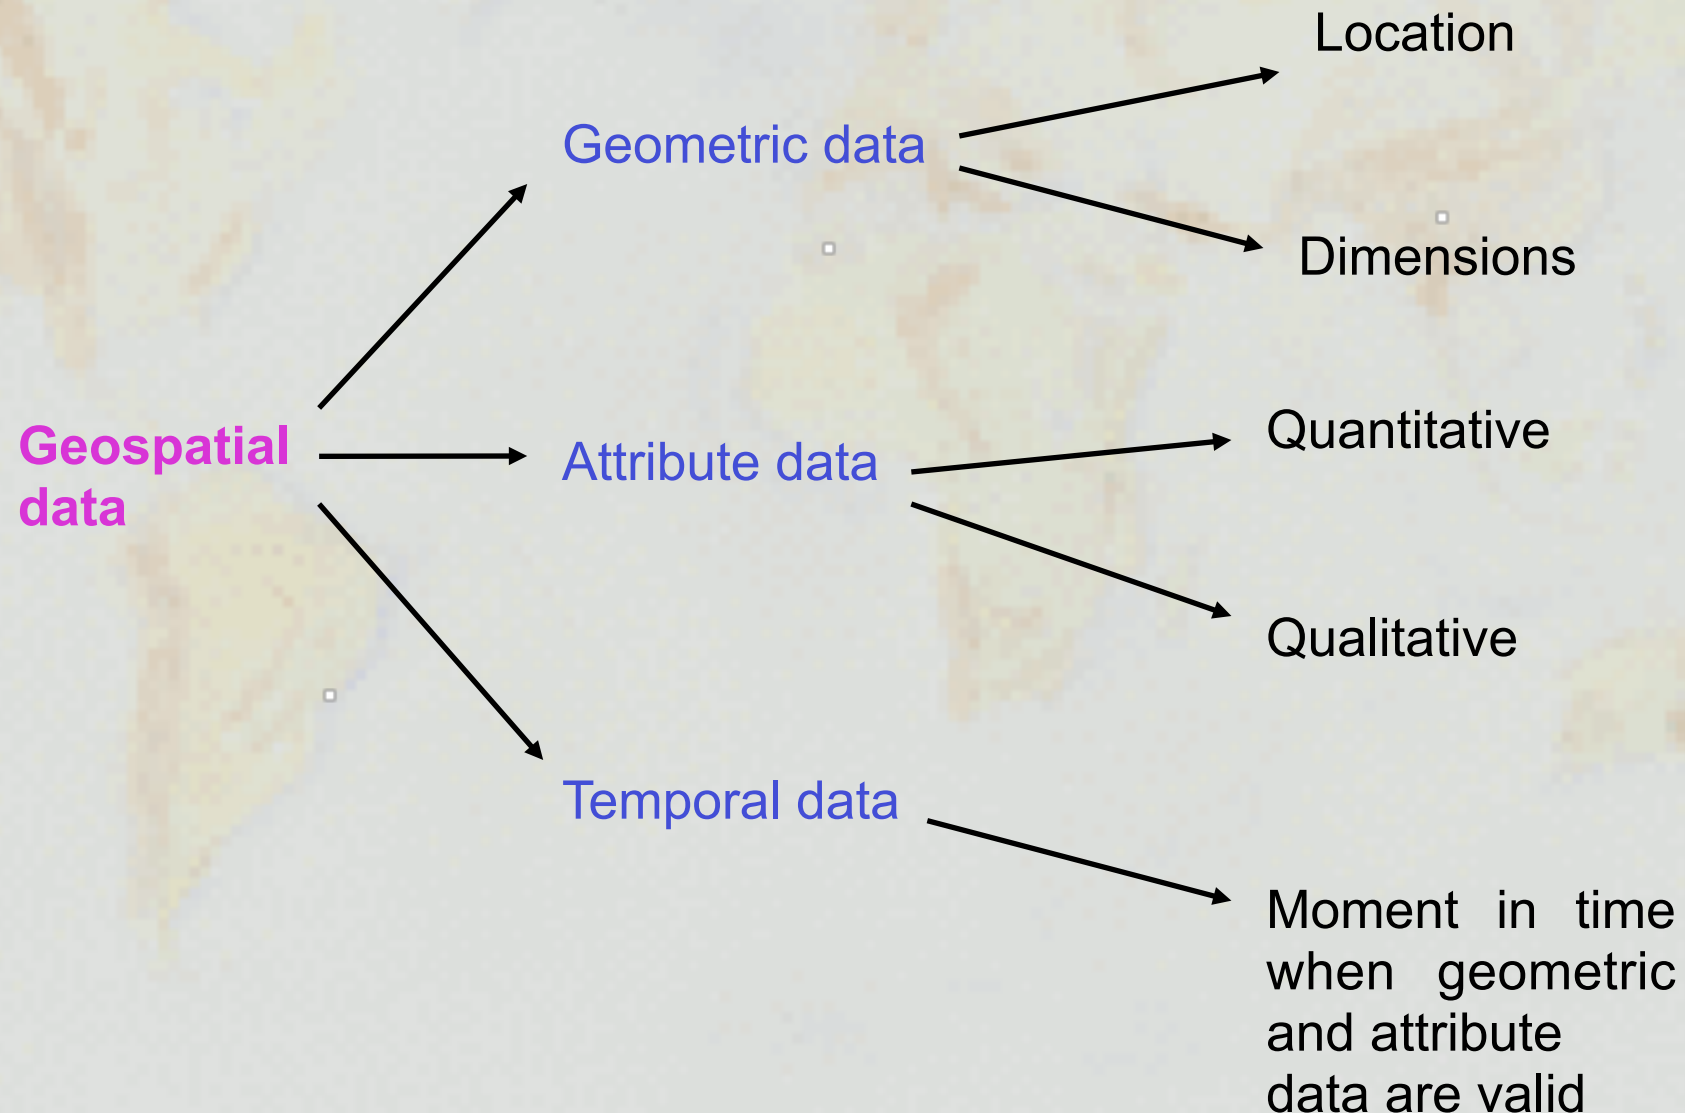 Location
Geometric data
Dimensions
Geospatial
data
Attribute data
Quantitative
Qualitative
Temporal data
Moment in time
when geometric
and attribute
data are valid